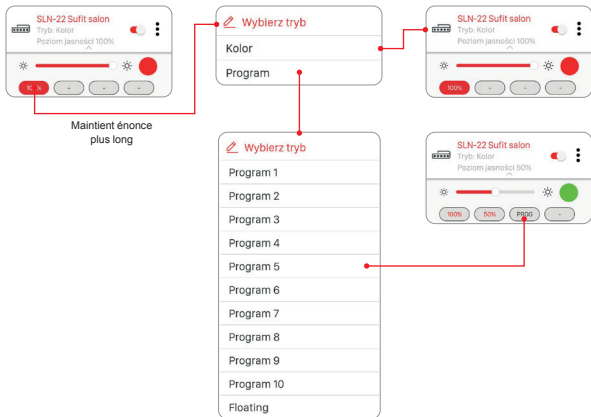 SLN-22 Sufit salon
Tryb: Kolor
Poziom jasności 100%
100%
-
-
-
Maintient énonce
plus long
Wybierz tryb
Kolor
Program
SLN-22 Sufit salon
Tryb: Kolor
Poziom jasności 100%
100%
-
-
-
Wybierz tryb
Program 1
Program 2
Program 3
Program 4
Program 5
Program 6
Program 7
Program 8
Program 9
Program 10
Floating
SLN-22 Sufit salon
Tryb: Kolor
Poziom jasności 50%
100%
50%
PROG
-